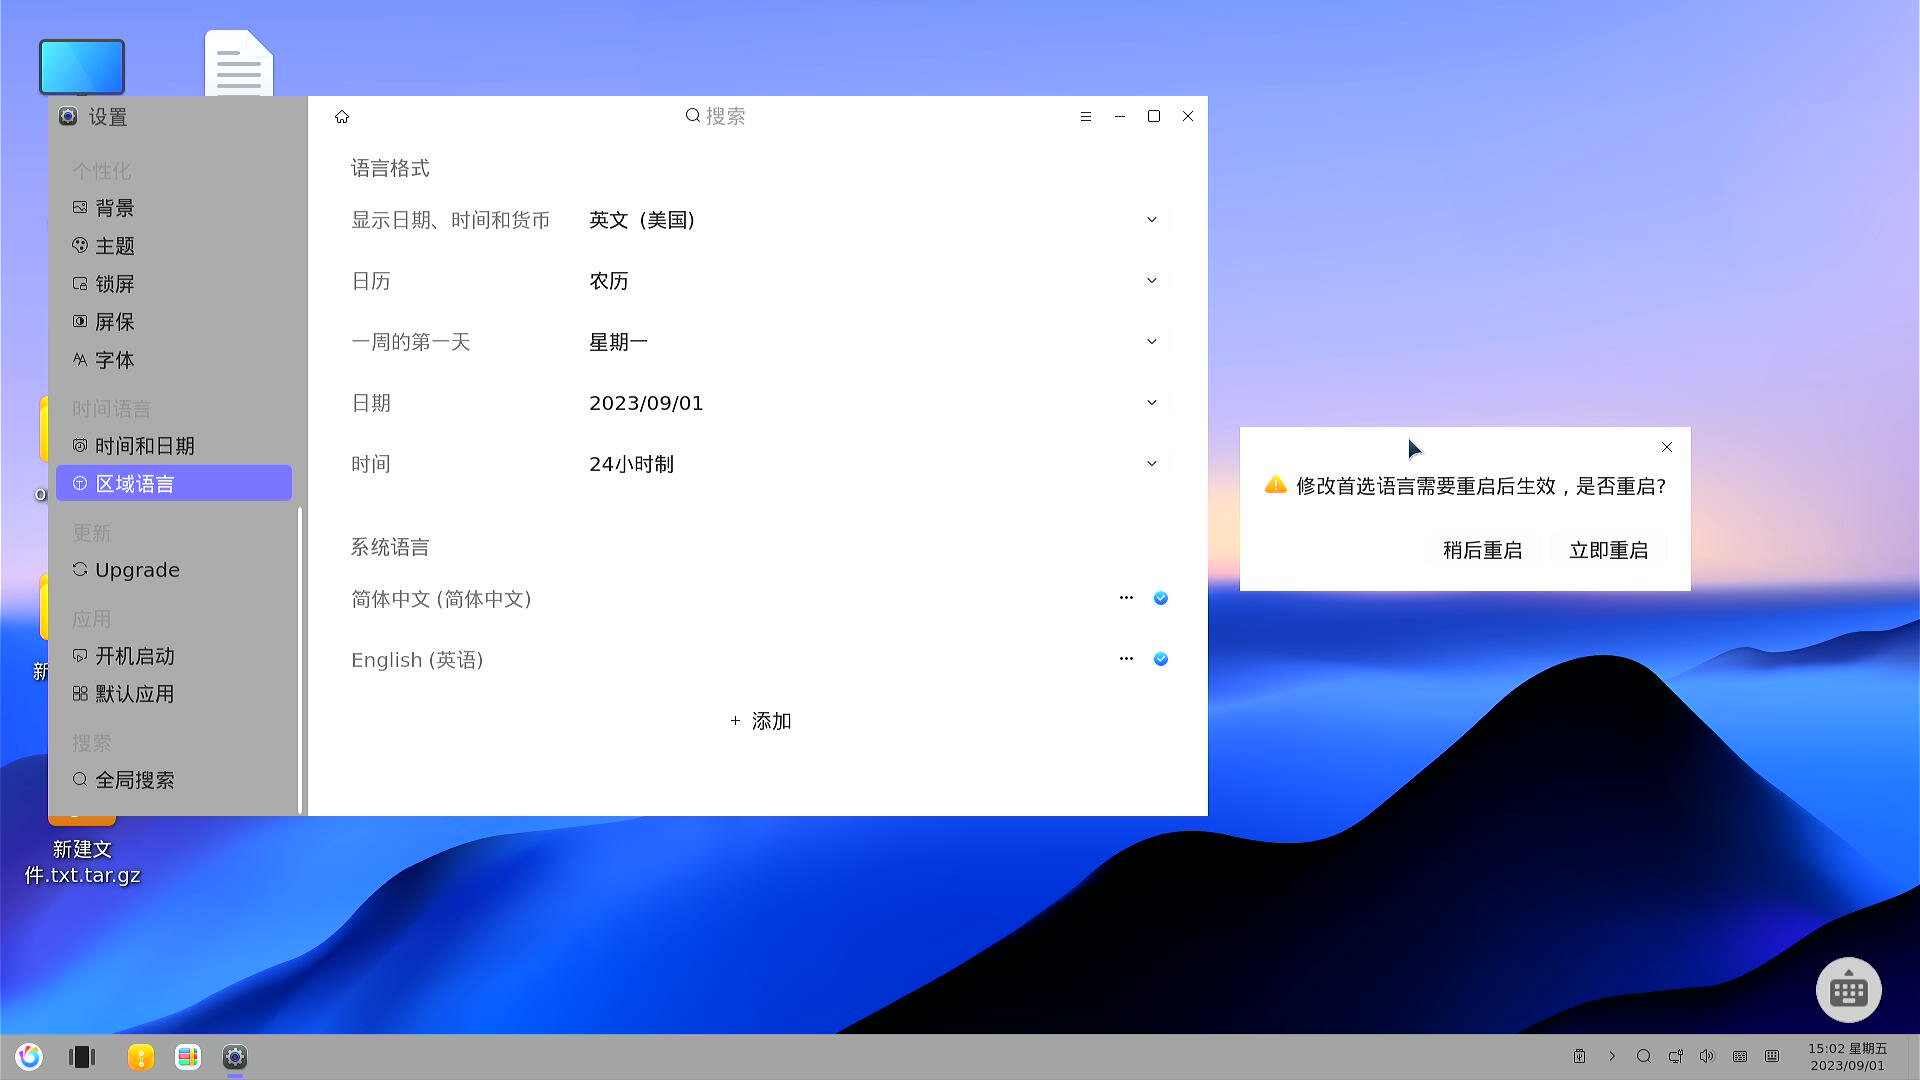 设置
搜索
个性化
背景
主题
锁屏
屏保
字体
时间语言
时间和日期
区域语言
更新
Upgrade
应用
开机启动
默认应用
搜索
全局搜索
语言格式
显示日期、时间和货币 英文 (美国)
日历 农历
一周的第一天 星期一
日期 2023/09/01
时间 24小时制
系统语言
简体中文 (简体中文)
English (英语)
+ 添加
修改首选语言需要重启后生效，是否重启?
稍后重启 立即重启
o
新
新建文
件.txt.tar.gz
15:02 星期五
2023/09/01